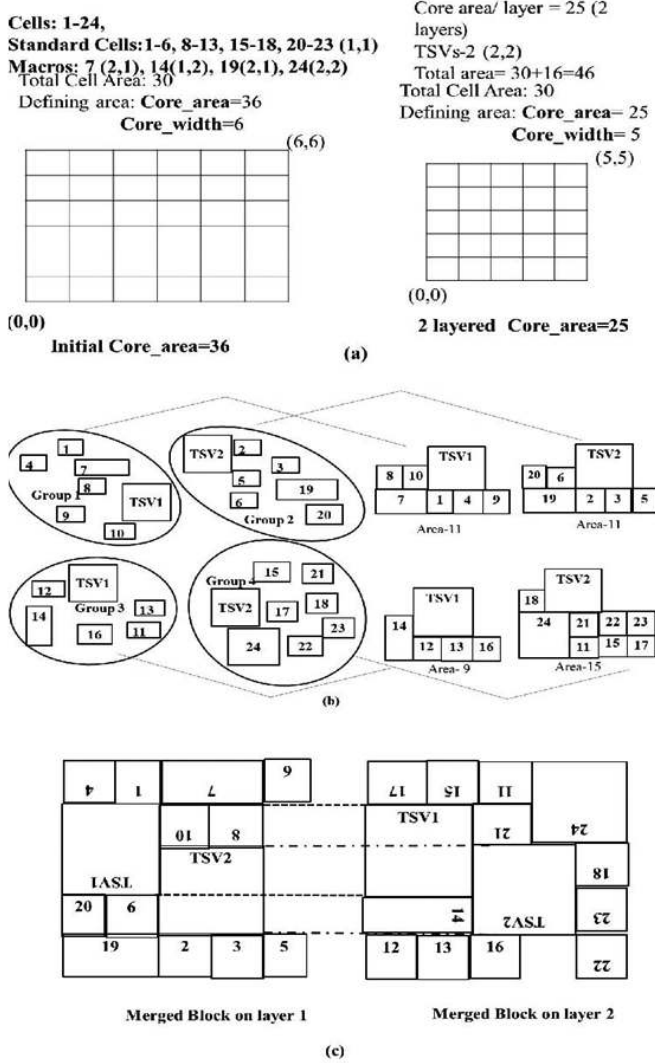 Cells: 1-24,
Standard Cells:1-6, 8-13, 15-18, 20-23 (1,1)
Macros: 7 (2,1), 14(1,2), 19(2,1), 24(2,2)
Total Cell Area: 30
Defining area: Core_area=36
Core_width=6
(6,6)
(0,0)
Initial Core_area=36
Core area/ layer = 25 (2
layers)
TSVs-2 (2,2)
Total area= 30+16=46
Total Cell Area: 30
Defining area: Core_area= 25
Core_width= 5
(5,5)
(0,0)
2 layered Core_area=25
(a)
1
4
7
8
Group 1
TSV1
9
10
TSV2
2
3
5
19
6
Group 2
20
TSV1
8 10
7 1 4 9
Area-11
TSV2
20 6
19 2 3 5
Area-11
TSV1
12
Group 3
13
14
16
11
15
21
Group 4
TSV2
17
18
23
24
22
TSV1
14
12 13 16
Area- 9
TSV2
18
24 21 22 23
11 15 17
Area-15
(b)
4 1 7 9
10 8
TSV1
TSV2
20 6
19 2 3 5
Merged Block on layer 1
17 15 11
TSV1
21
24
18
14
TSV2
23
12 13 16
22
Merged Block on layer 2
(c)